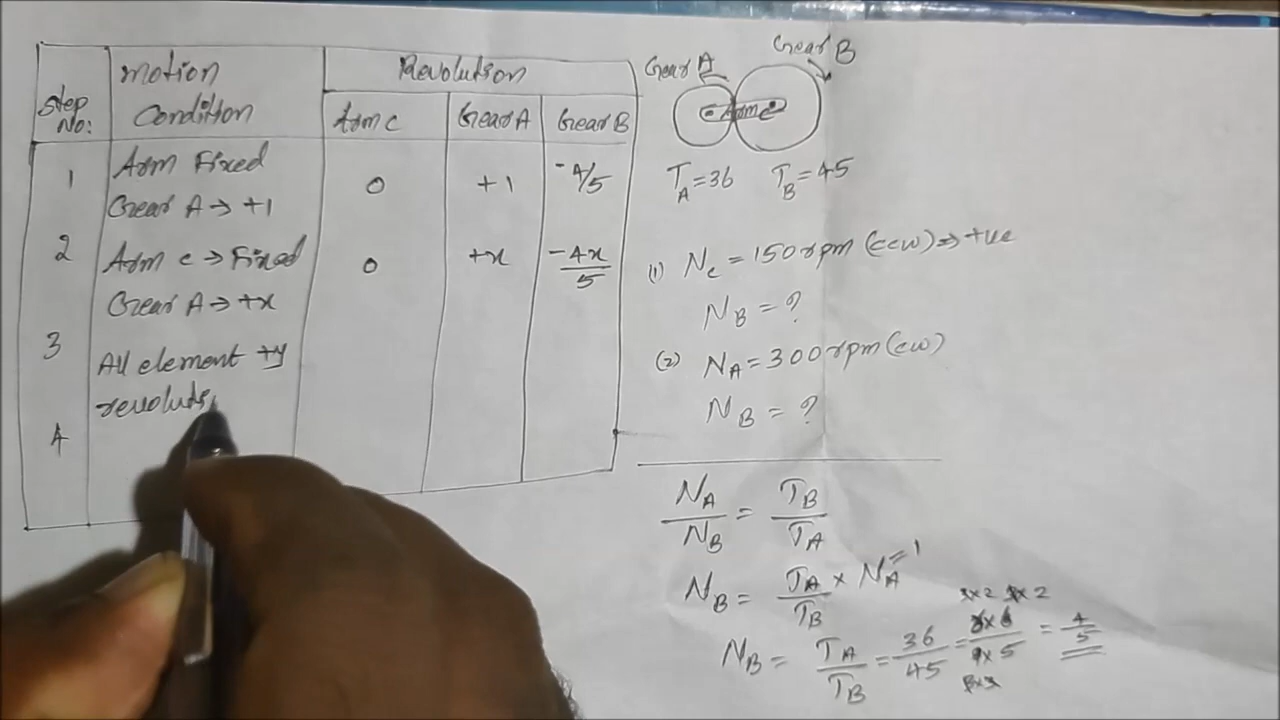 Step No:
Motion Condition
Revolution
Arm C
Gear A
Gear B
1
Arm Fixed
Gear A → +1
0
+1
-4/5
2
Arm C → Fixed
Gear A → +x
0
+x
-4x/5
3
All element +y
revoluti
4
Gear A
Gear B
Arm C
T_A = 36 T_B = 45
(1) N_C = 150 rpm (ccw) ⇒ +ve
N_B = ?
(2) N_A = 300 rpm (cw)
N_B = ?
N_A/N_B = T_B/T_A
N_B = T_A/T_B × N_A = 1
N_B = T_A/T_B = 36/45 = 4/5